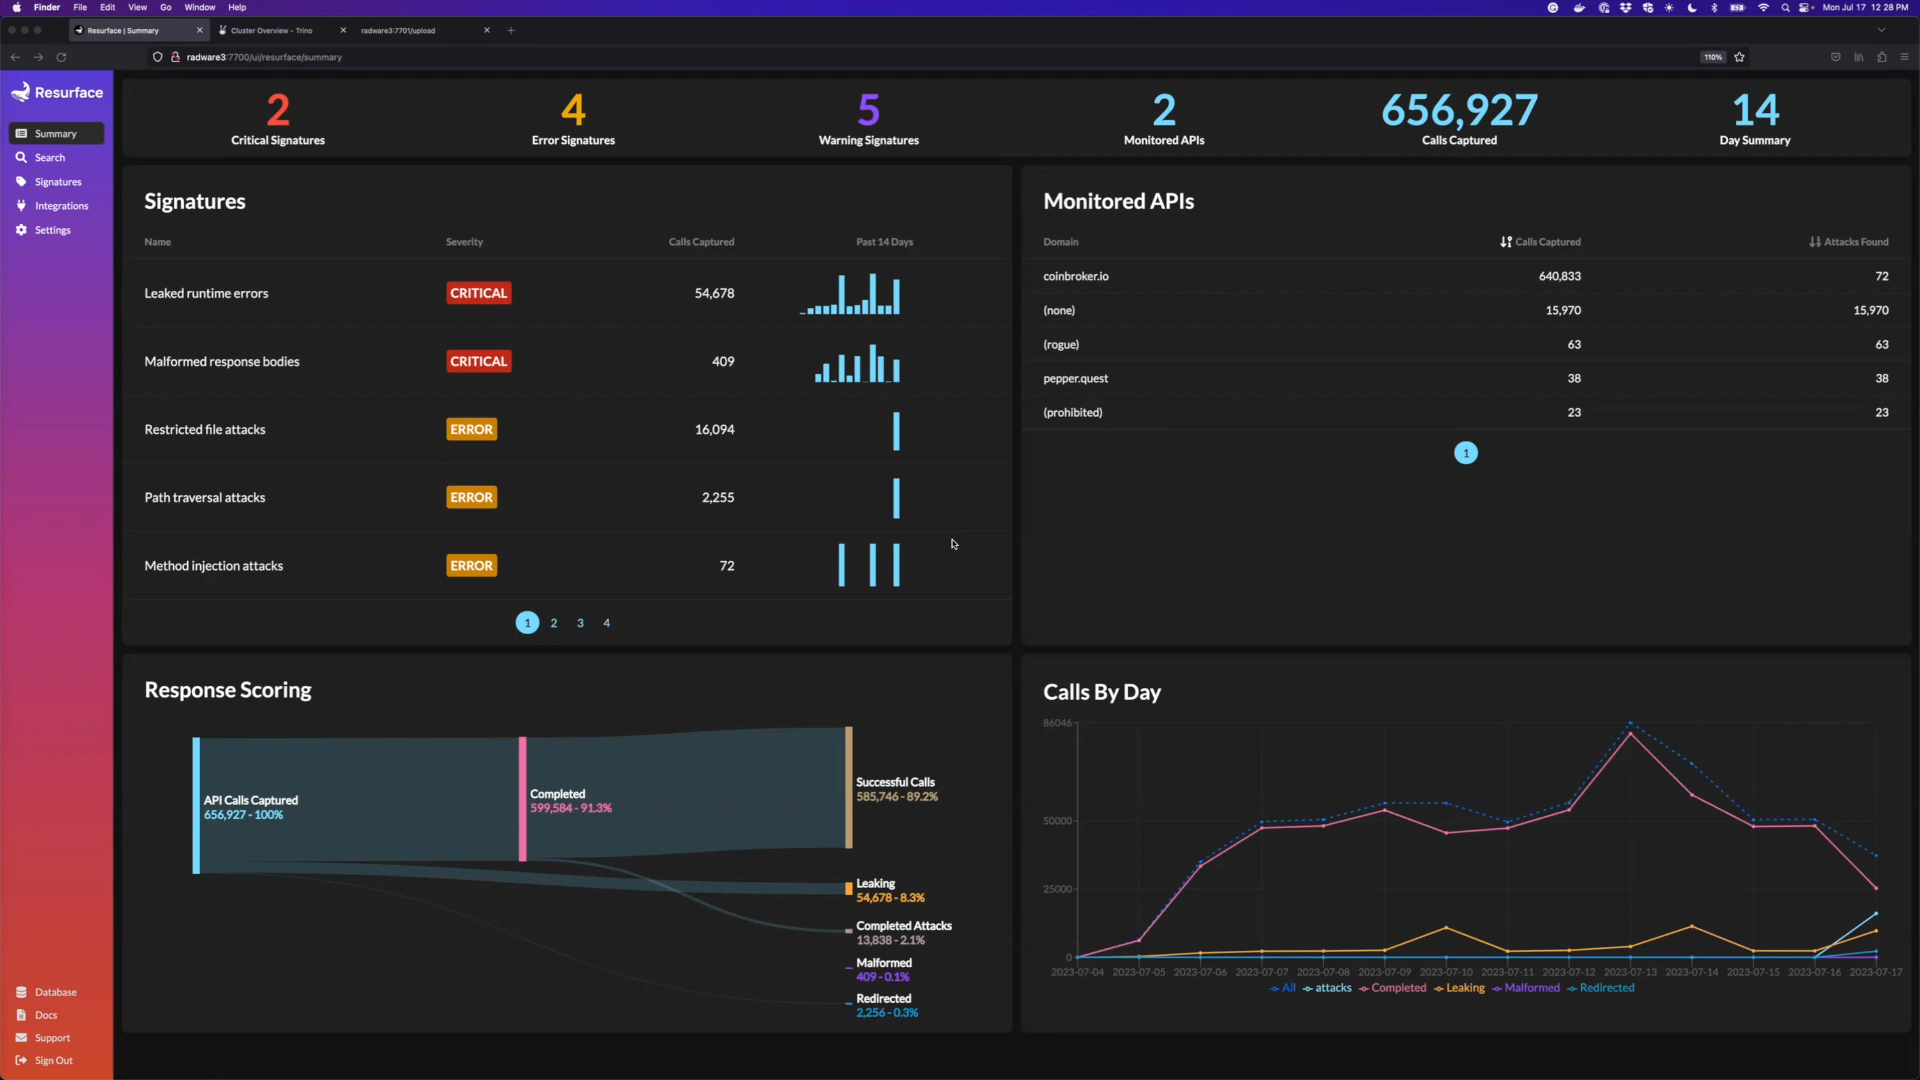 Finder File Edit View Go Window Help
Mon Jul 17 12:28 PM
Resurface | Summary
Cluster Overview - Trino
radware3:7701/upload
radware3:7700/ui/resurface/summary
110%
Resurface
Summary
Search
Signatures
Integrations
Settings
Database
Docs
Support
Sign Out
2
Critical Signatures
4
Error Signatures
5
Warning Signatures
2
Monitored APIs
656,927
Calls Captured
14
Day Summary
Signatures
Name Severity Calls Captured Past 14 Days
Leaked runtime errors CRITICAL 54,678
Malformed response bodies CRITICAL 409
Restricted file attacks ERROR 16,094
Path traversal attacks ERROR 2,255
Method injection attacks ERROR 72
1 2 3 4
Monitored APIs
Domain Calls Captured Attacks Found
coinbroker.io 640,833 72
(none) 15,970 15,970
(rogue) 63 63
pepper.quest 38 38
(prohibited) 23 23
1
Response Scoring
API Calls Captured
656,927 - 100%
Completed
599,584 - 91.3%
Successful Calls
585,746 - 89.2%
Leaking
54,678 - 8.3%
Completed Attacks
13,838 - 2.1%
Malformed
409 - 0.1%
Redirected
2,256 - 0.3%
Calls By Day
86046
50000
25000
0
2023-07-04 2023-07-05 2023-07-06 2023-07-07 2023-07-08 2023-07-09 2023-07-10 2023-07-11 2023-07-12 2023-07-13 2023-07-14 2023-07-15 2023-07-16 2023-07-17
All attacks Completed Leaking Malformed Redirected